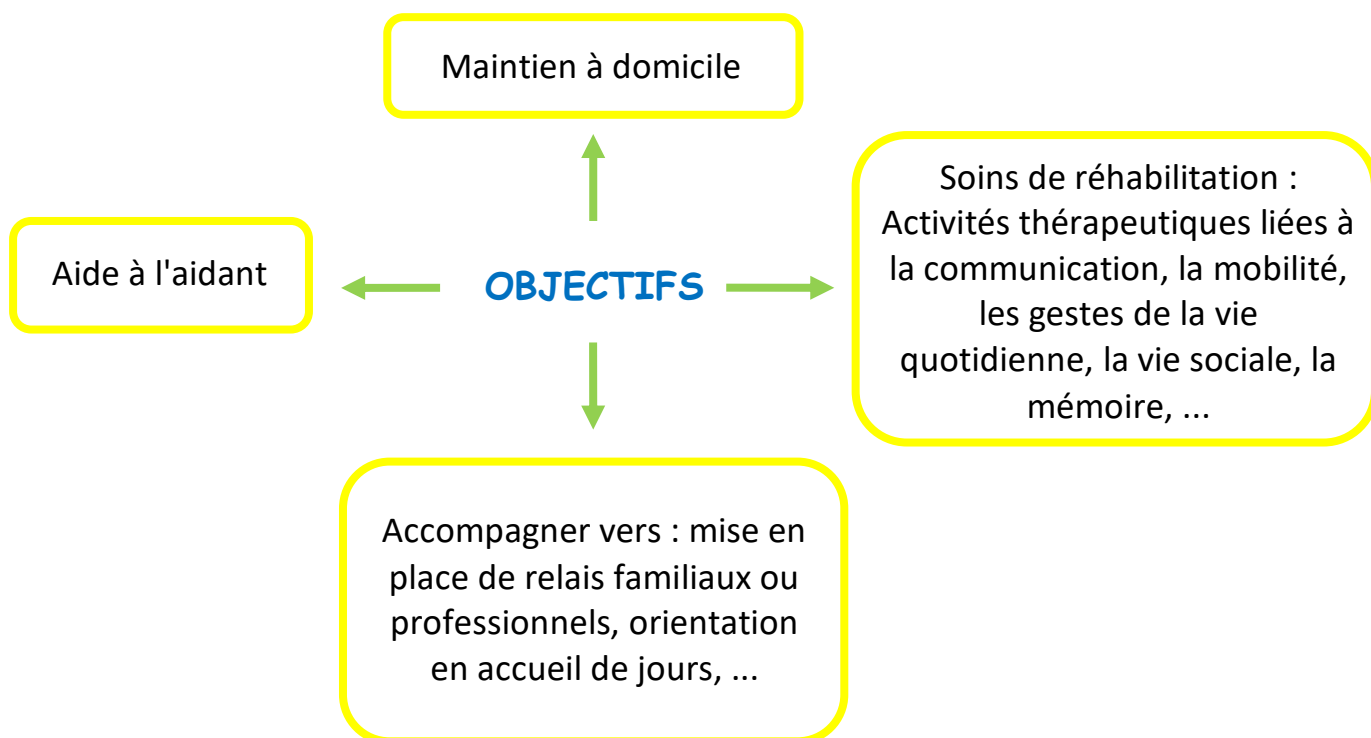 Maintien à domicile
Soins de réhabilitation :
Activités thérapeutiques liées à
la communication, la mobilité,
les gestes de la vie
quotidienne, la vie sociale, la
mémoire, ...
Aide à l'aidant
OBJECTIFS
Accompagner vers : mise en
place de relais familiaux ou
professionnels, orientation
en accueil de jours, ...